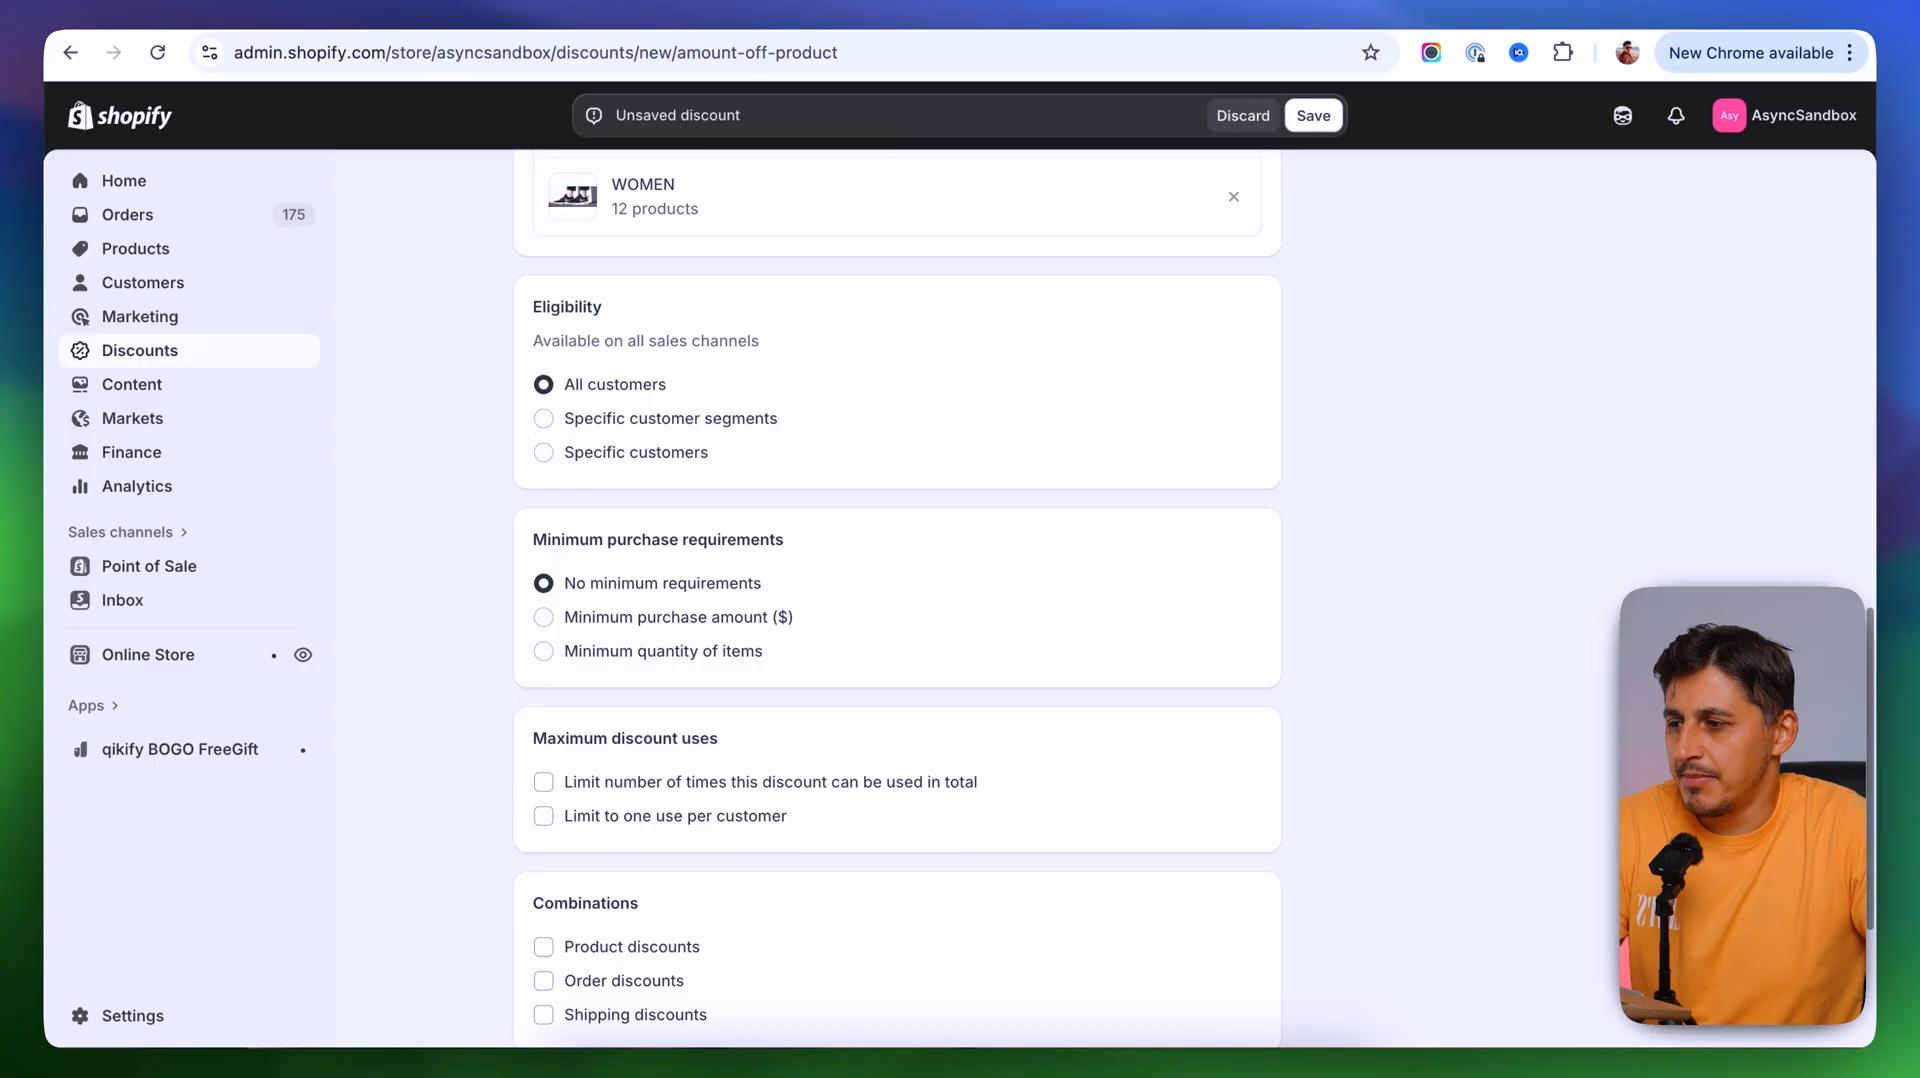 admin.shopify.com/store/asyncsandbox/discounts/new/amount-off-product
New Chrome available
shopify
Unsaved discount
Discard
Save
Asy
AsyncSandbox
Home
Orders
175
Products
Customers
Marketing
Discounts
Content
Markets
Finance
Analytics
Sales channels
Point of Sale
Inbox
Online Store
Apps
qikify BOGO FreeGift
Settings
WOMEN
12 products
Eligibility
Available on all sales channels
All customers
Specific customer segments
Specific customers
Minimum purchase requirements
No minimum requirements
Minimum purchase amount ($)
Minimum quantity of items
Maximum discount uses
Limit number of times this discount can be used in total
Limit to one use per customer
Combinations
Product discounts
Order discounts
Shipping discounts